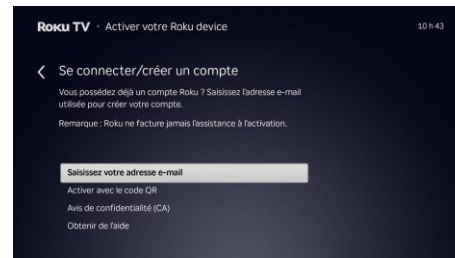 Roku TV · Activer votre Roku device
10 h 43
Se connecter/créer un compte
Vous possédez déjà un compte Roku ? Saisissez l'adresse e-mail
utilisée pour créer votre compte.
Remarque : Roku ne facture jamais l'assistance à l'activation.
Saisissez votre adresse e-mail
Activer avec le code QR
Avis de confidentialité (CA)
Obtenir de l'aide